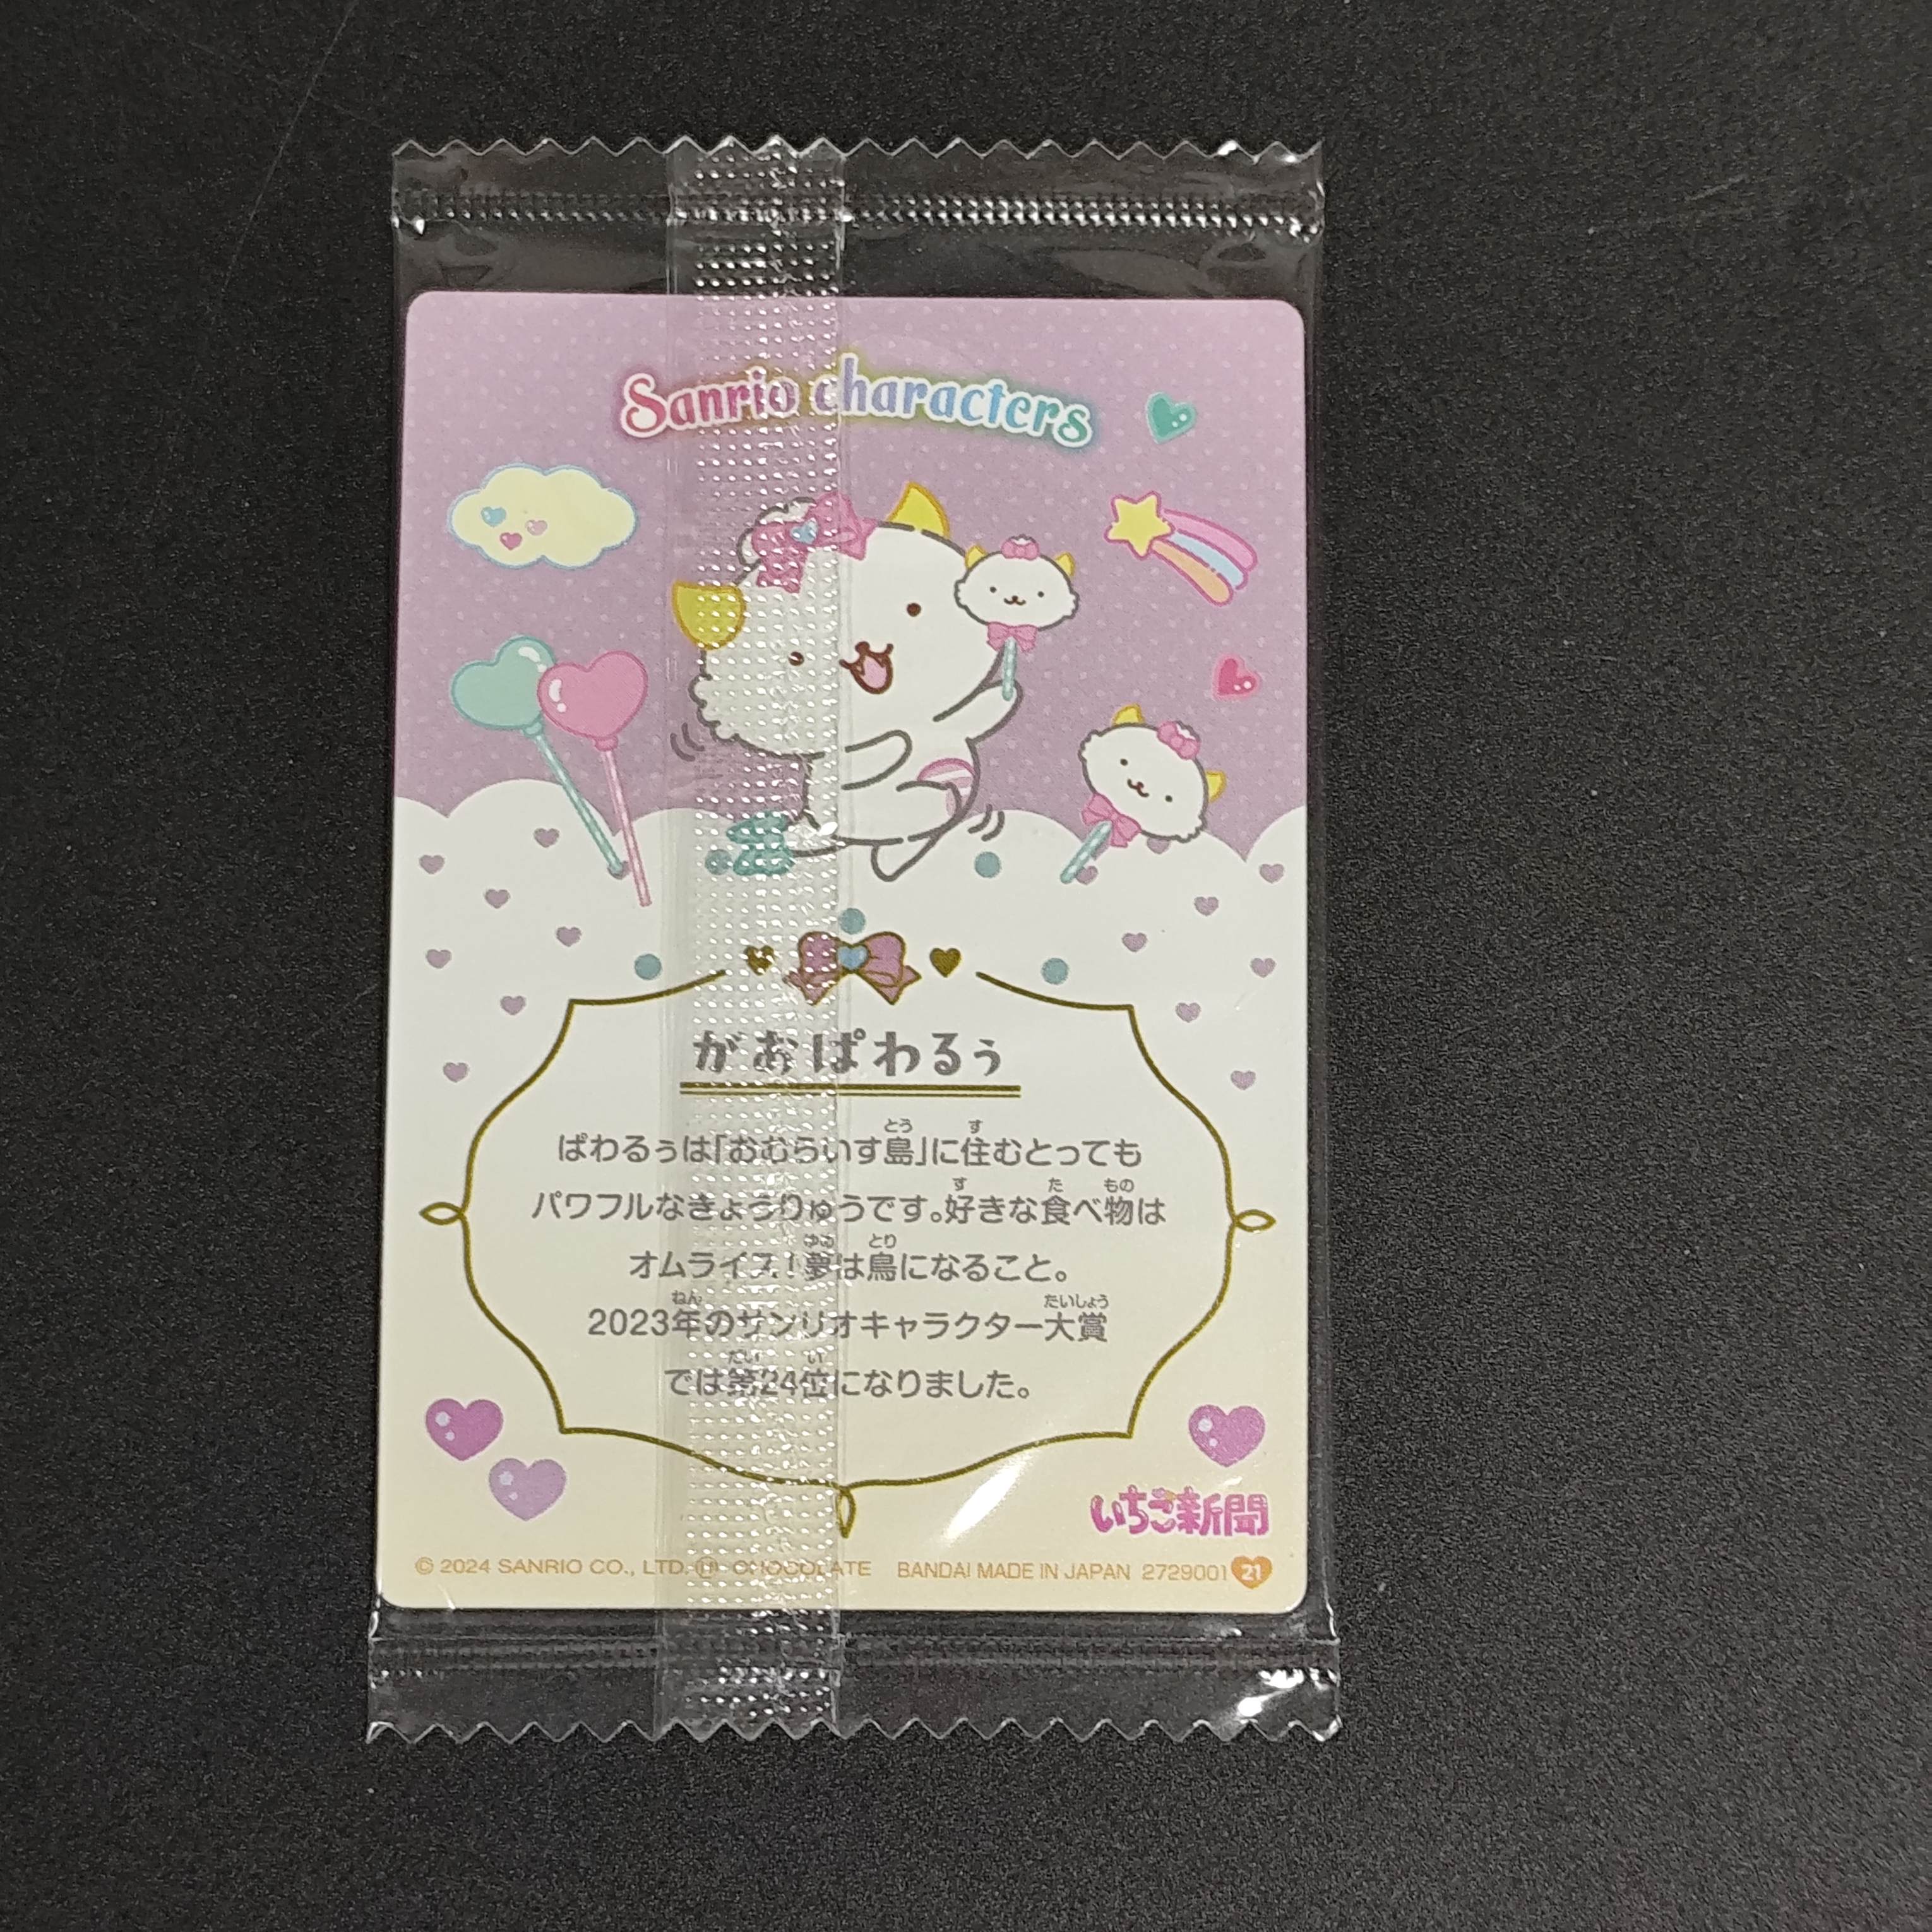 Sanrio characters
がおぱわるぅ
ぱわるぅは「おむらいす島」に住むとっても
パワフルなきょうりゅうです。好きな食べ物は
オムライス!夢は鳥になること。
2023年のサンリオキャラクター大賞
では第24位になりました。
いちご新聞
© 2024 SANRIO CO., LTD. Ⓗ CHOCOLATE BANDAI MADE IN JAPAN 2729001 21